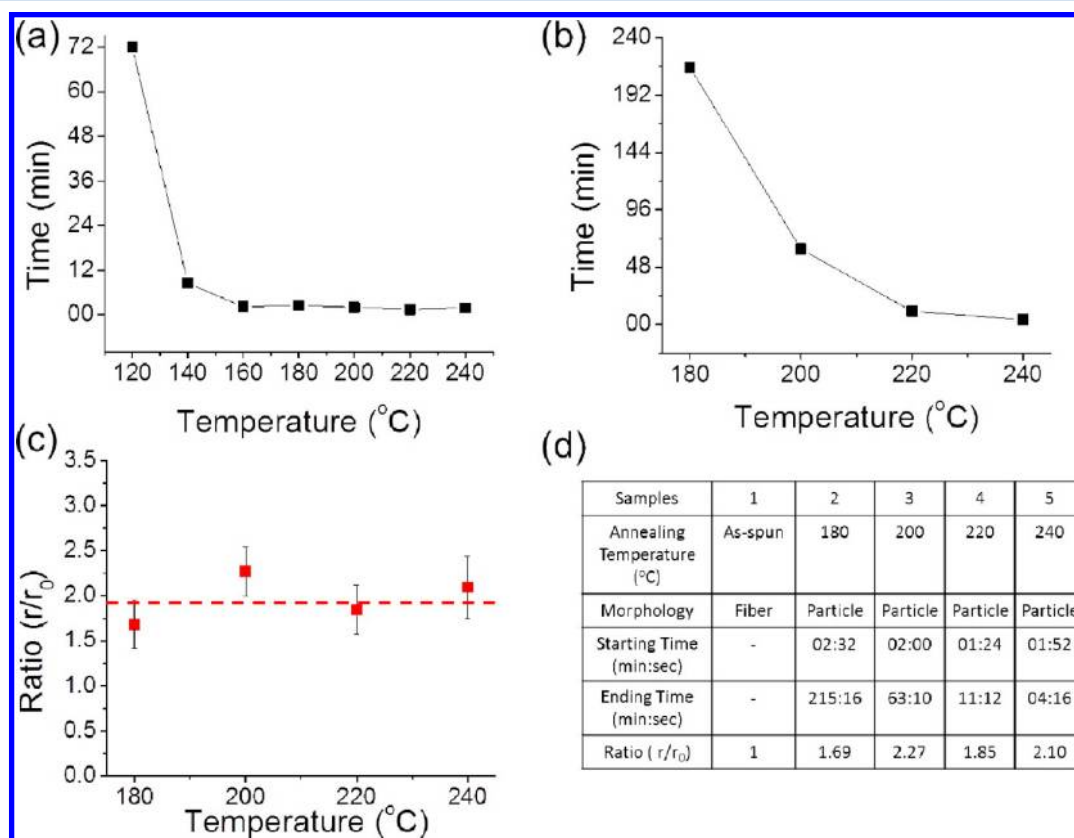 (a)
72
60
48
36
24
12
00
Time (min)
120 140 160 180 200 220 240
Temperature (°C)
(b)
240
192
144
96
48
00
Time (min)
180 200 220 240
Temperature (°C)
(c)
3.5
3.0
2.5
2.0
1.5
1.0
0.5
0.0
Ratio (r/r₀)
180 200 220 240
Temperature (°C)
(d)
Samples 1 2 3 4 5
Annealing As-spun 180 200 220 240
Temperature
(°C)
Morphology Fiber Particle Particle Particle Particle
Starting Time - 02:32 02:00 01:24 01:52
(min:sec)
Ending Time - 215:16 63:10 11:12 04:16
(min:sec)
Ratio ( r/r₀) 1 1.69 2.27 1.85 2.10